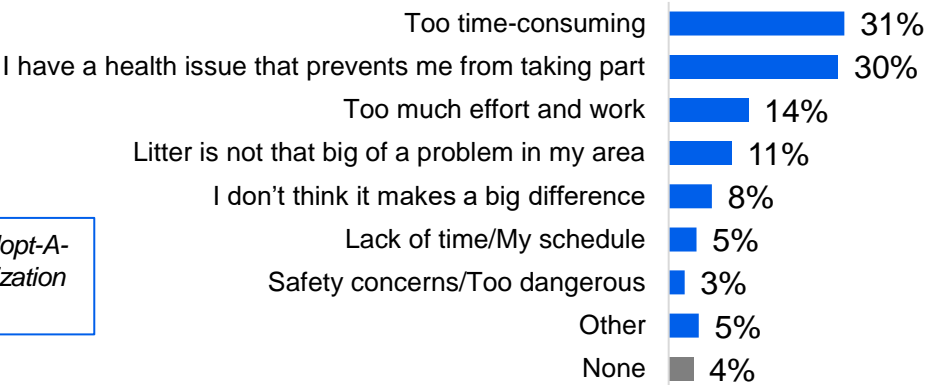 Too time-consuming 31%
I have a health issue that prevents me from taking part 30%
Too much effort and work 14%
Litter is not that big of a problem in my area 11%
I don’t think it makes a big difference 8%
opt-A-
ization
Lack of time/My schedule 5%
Safety concerns/Too dangerous 3%
Other 5%
None 4%